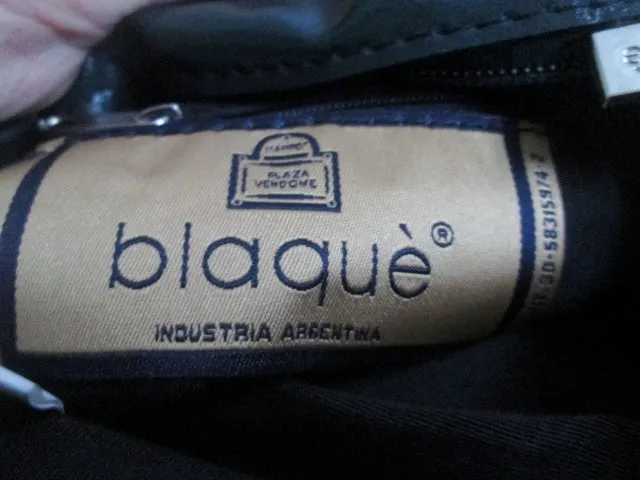 PLAZA
VENDOME
blaquè®
INDUSTRIA ARGENTINA